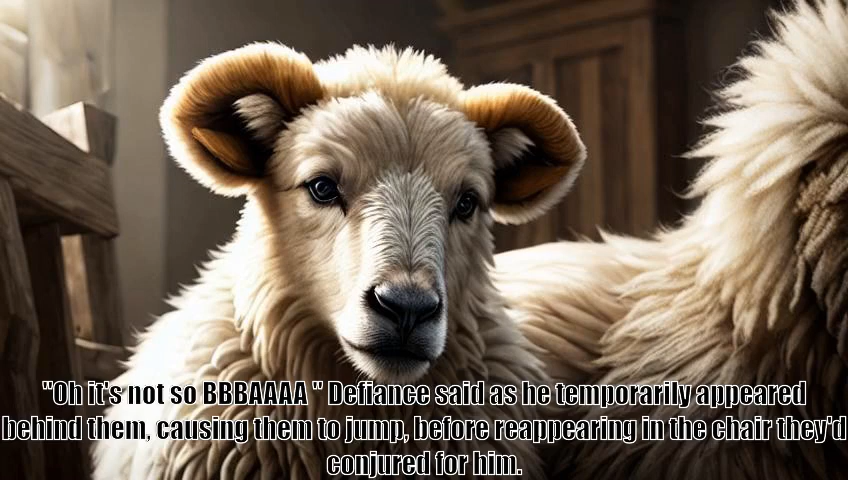 "Oh it's not so BBBAAAA " Defiance said as he temporarily appeared
behind them, causing them to jump, before reappearing in the chair they'd
conjured for him.